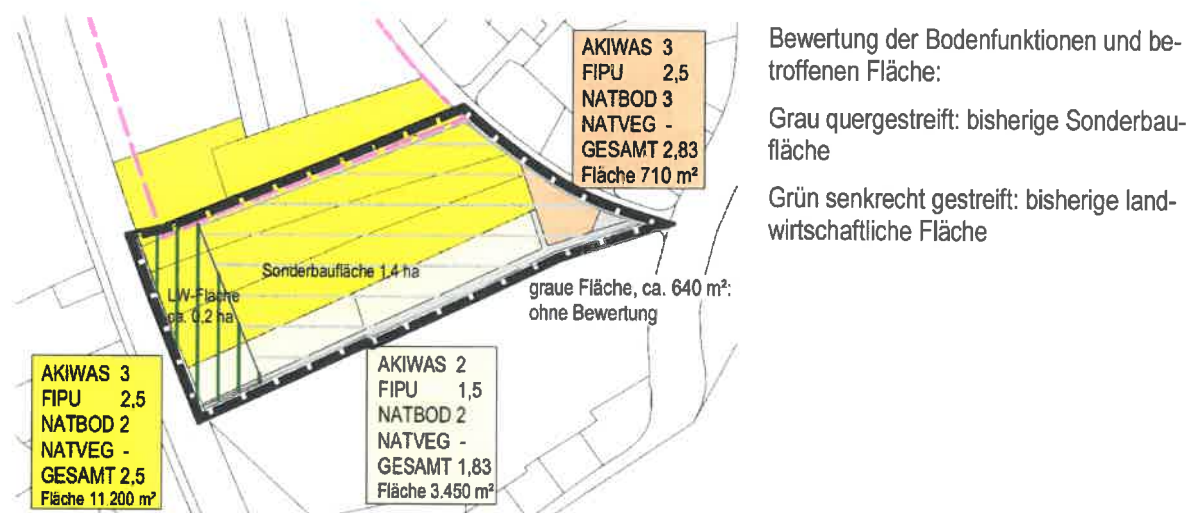 AKIWAS 3
FIPU 2,5
NATBOD 3
NATVEG -
GESAMT 2,83
Fläche 710 m²
Bewertung der Bodenfunktionen und be-
troffenen Fläche:
Grau quergestreift: bisherige Sonderbau-
fläche
Grün senkrecht gestreift: bisherige land-
wirtschaftliche Fläche
Sonderbaufläche 1,4 ha
LW-Fläche
ca. 0,2 ha
graue Fläche, ca. 640 m²:
ohne Bewertung
AKIWAS 3
FIPU 2,5
NATBOD 2
NATVEG -
GESAMT 2,5
Fläche 11.200 m²
AKIWAS 2
FIPU 1,5
NATBOD 2
NATVEG -
GESAMT 1,83
Fläche 3.450 m²